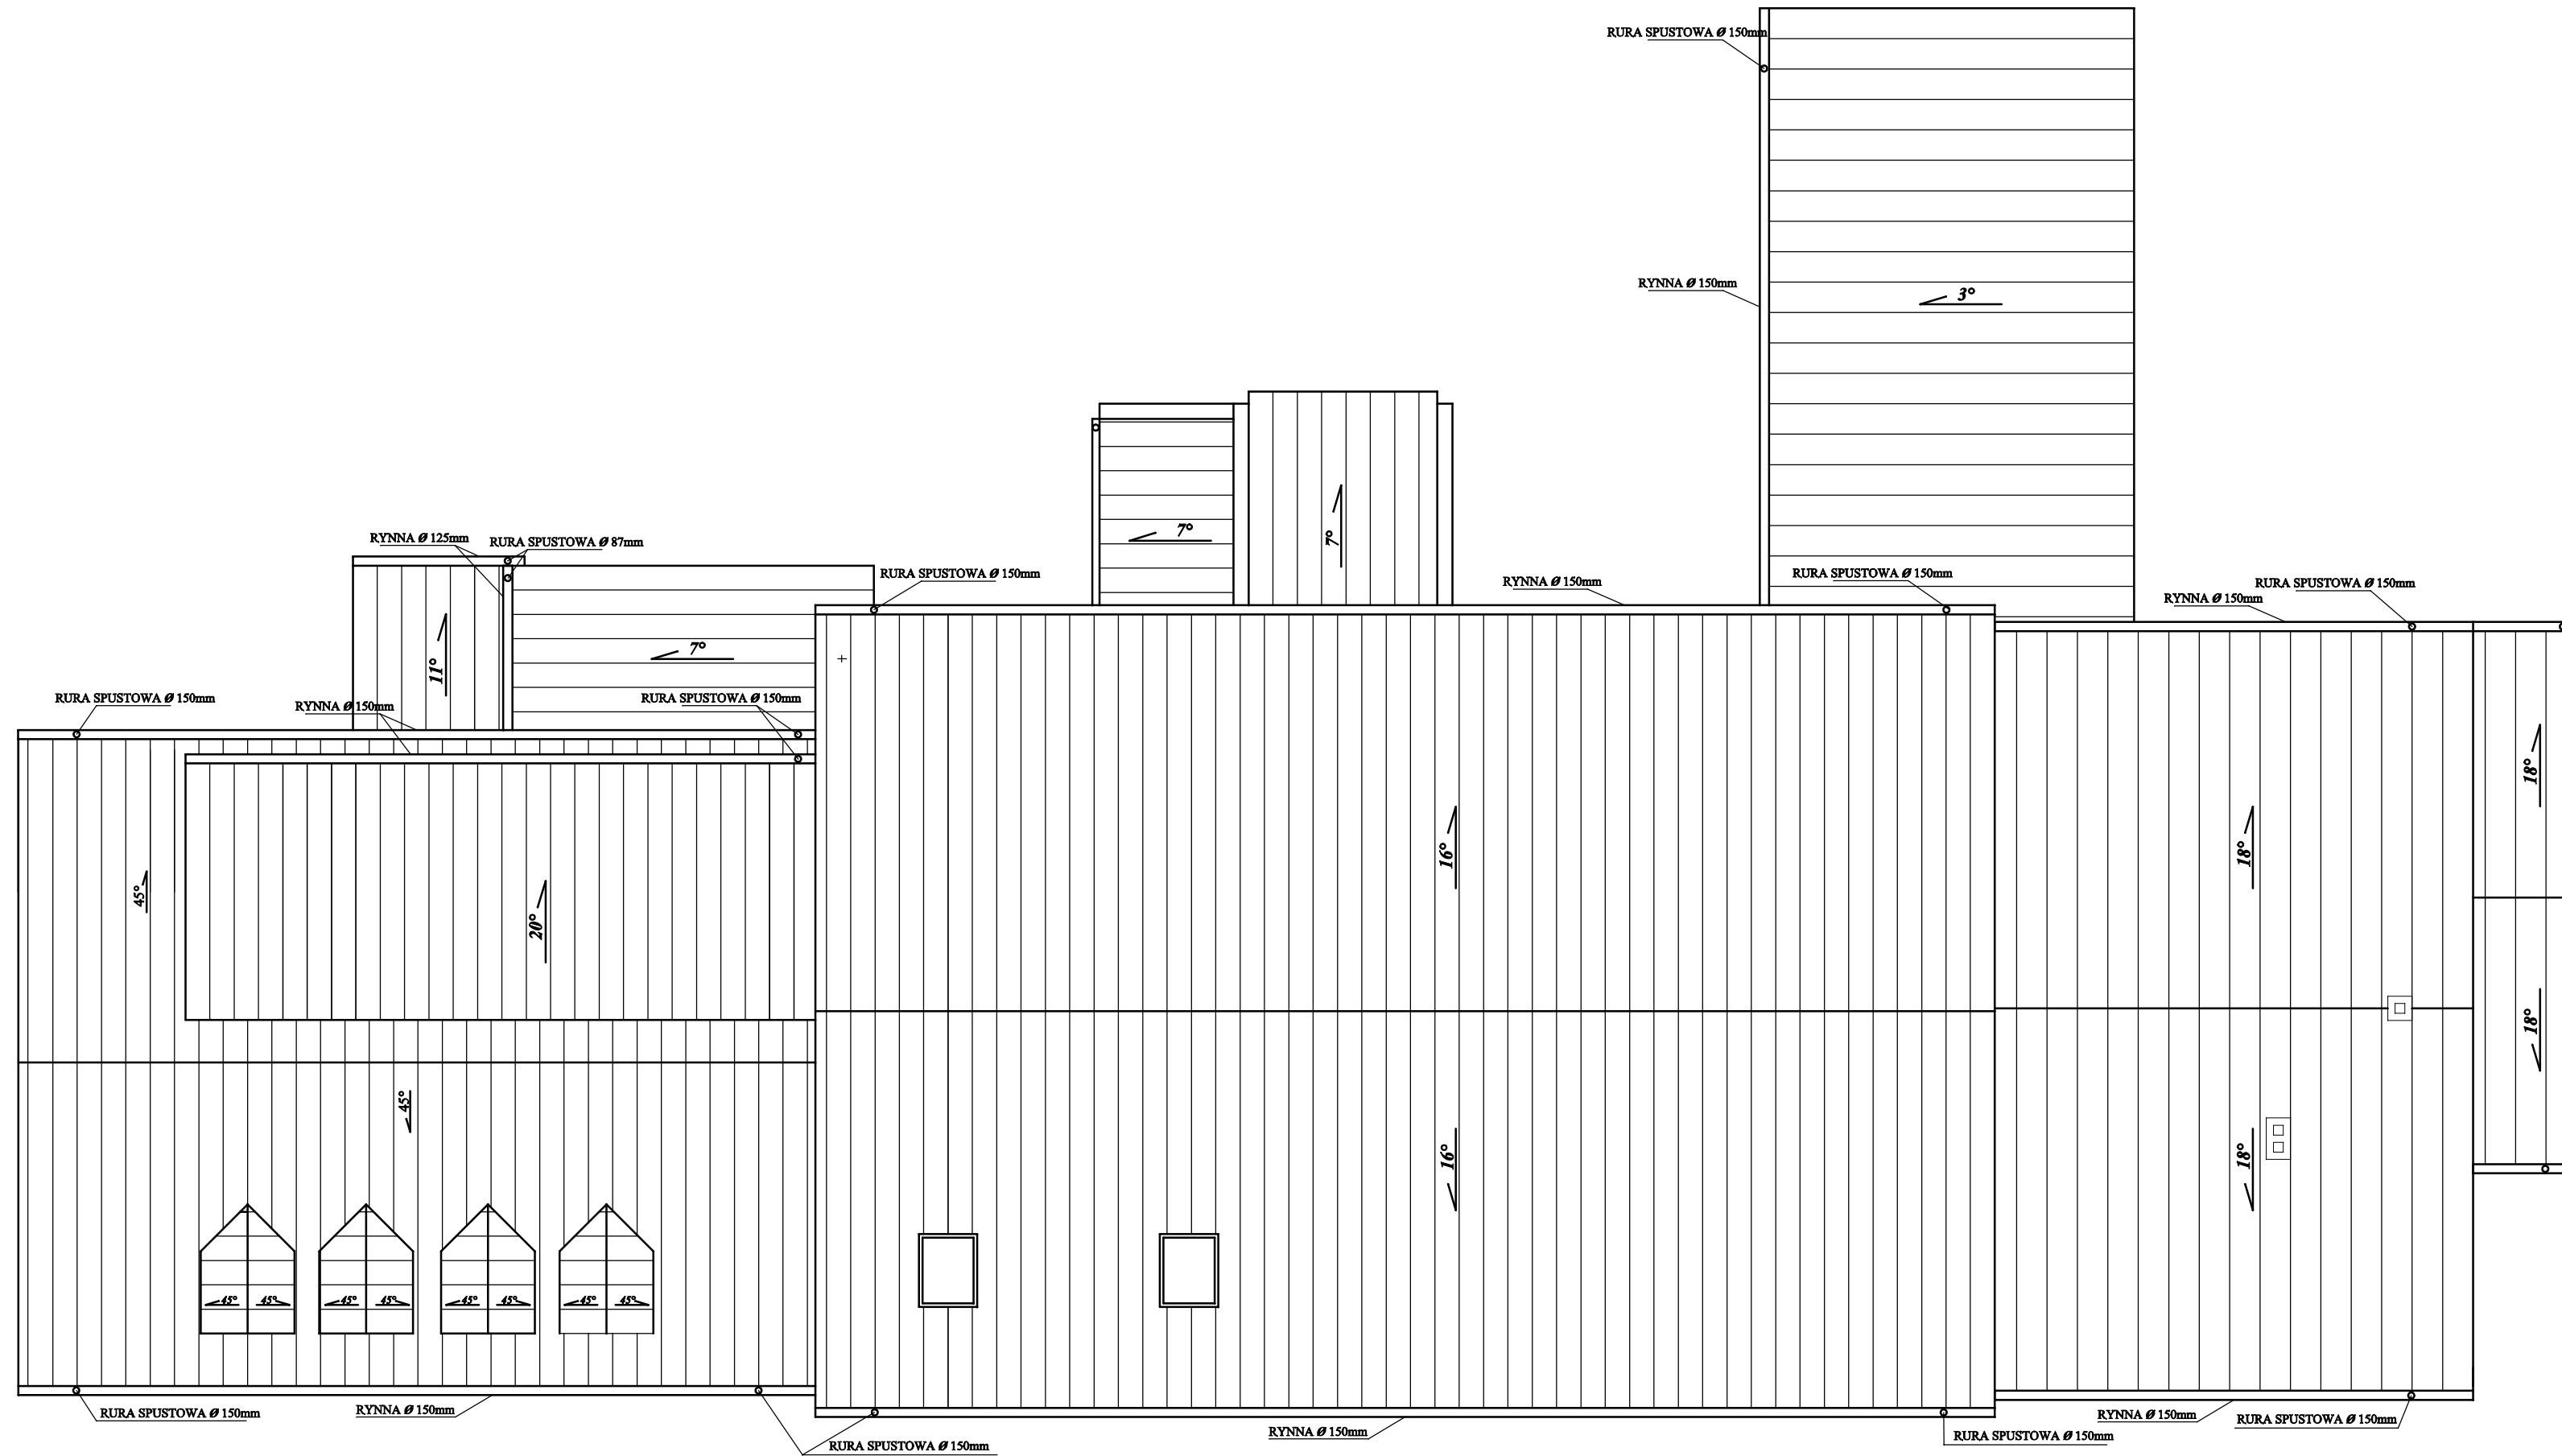 RURA SPUSTOWA Ø 150mm
RYNNA Ø 150mm
3°
RYNNA Ø 125mm
RURA SPUSTOWA Ø 87mm
7°
7°
RURA SPUSTOWA Ø 150mm
RYNNA Ø 150mm
RURA SPUSTOWA Ø 150mm
RURA SPUSTOWA Ø 150mm
RYNNA Ø 150mm
11°
7°
RURA SPUSTOWA Ø 150mm
RYNNA Ø 150mm
RURA SPUSTOWA Ø 150mm
18°
45°
20°
16°
18°
18°
45°
16°
18°
45° 45° 45° 45° 45° 45° 45° 45°
RURA SPUSTOWA Ø 150mm
RYNNA Ø 150mm
RURA SPUSTOWA Ø 150mm
RYNNA Ø 150mm
RURA SPUSTOWA Ø 150mm
RYNNA Ø 150mm
RURA SPUSTOWA Ø 150mm